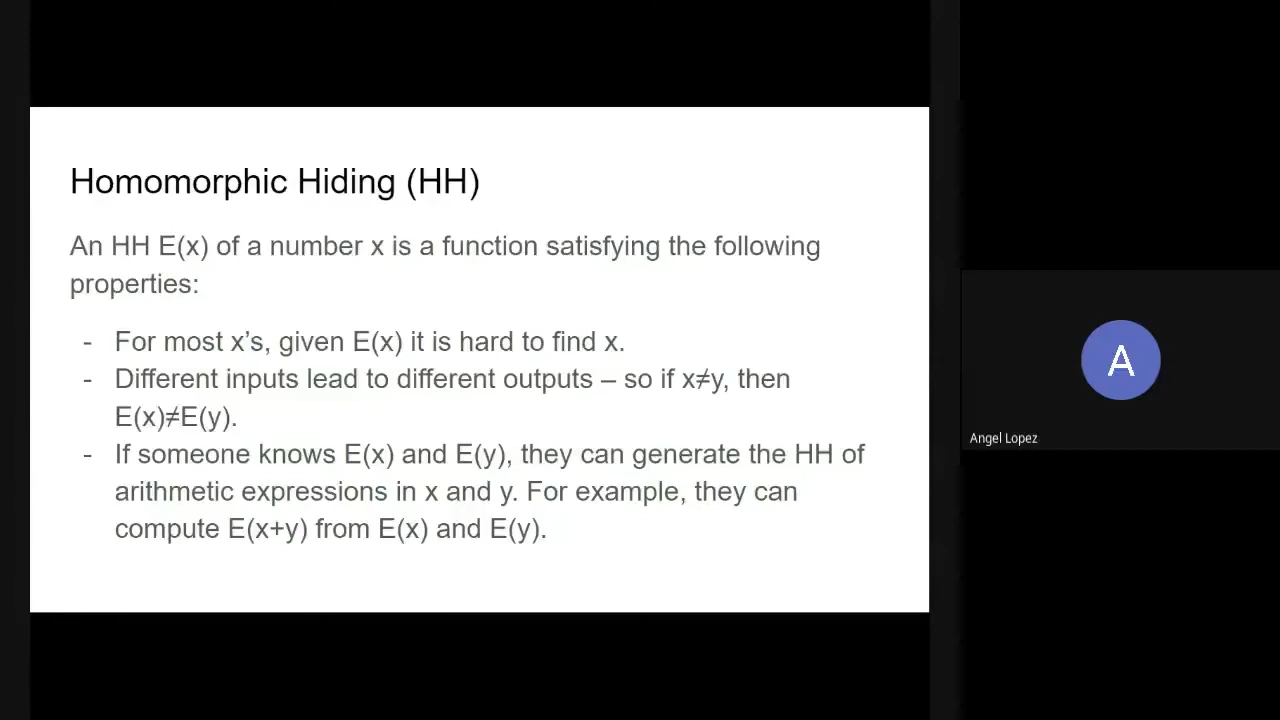 Homomorphic Hiding (HH)
An HH E(x) of a number x is a function satisfying the following
properties:
- For most x’s, given E(x) it is hard to find x.
- Different inputs lead to different outputs – so if x≠y, then
E(x)≠E(y).
- If someone knows E(x) and E(y), they can generate the HH of
arithmetic expressions in x and y. For example, they can
compute E(x+y) from E(x) and E(y).
A
Angel Lopez